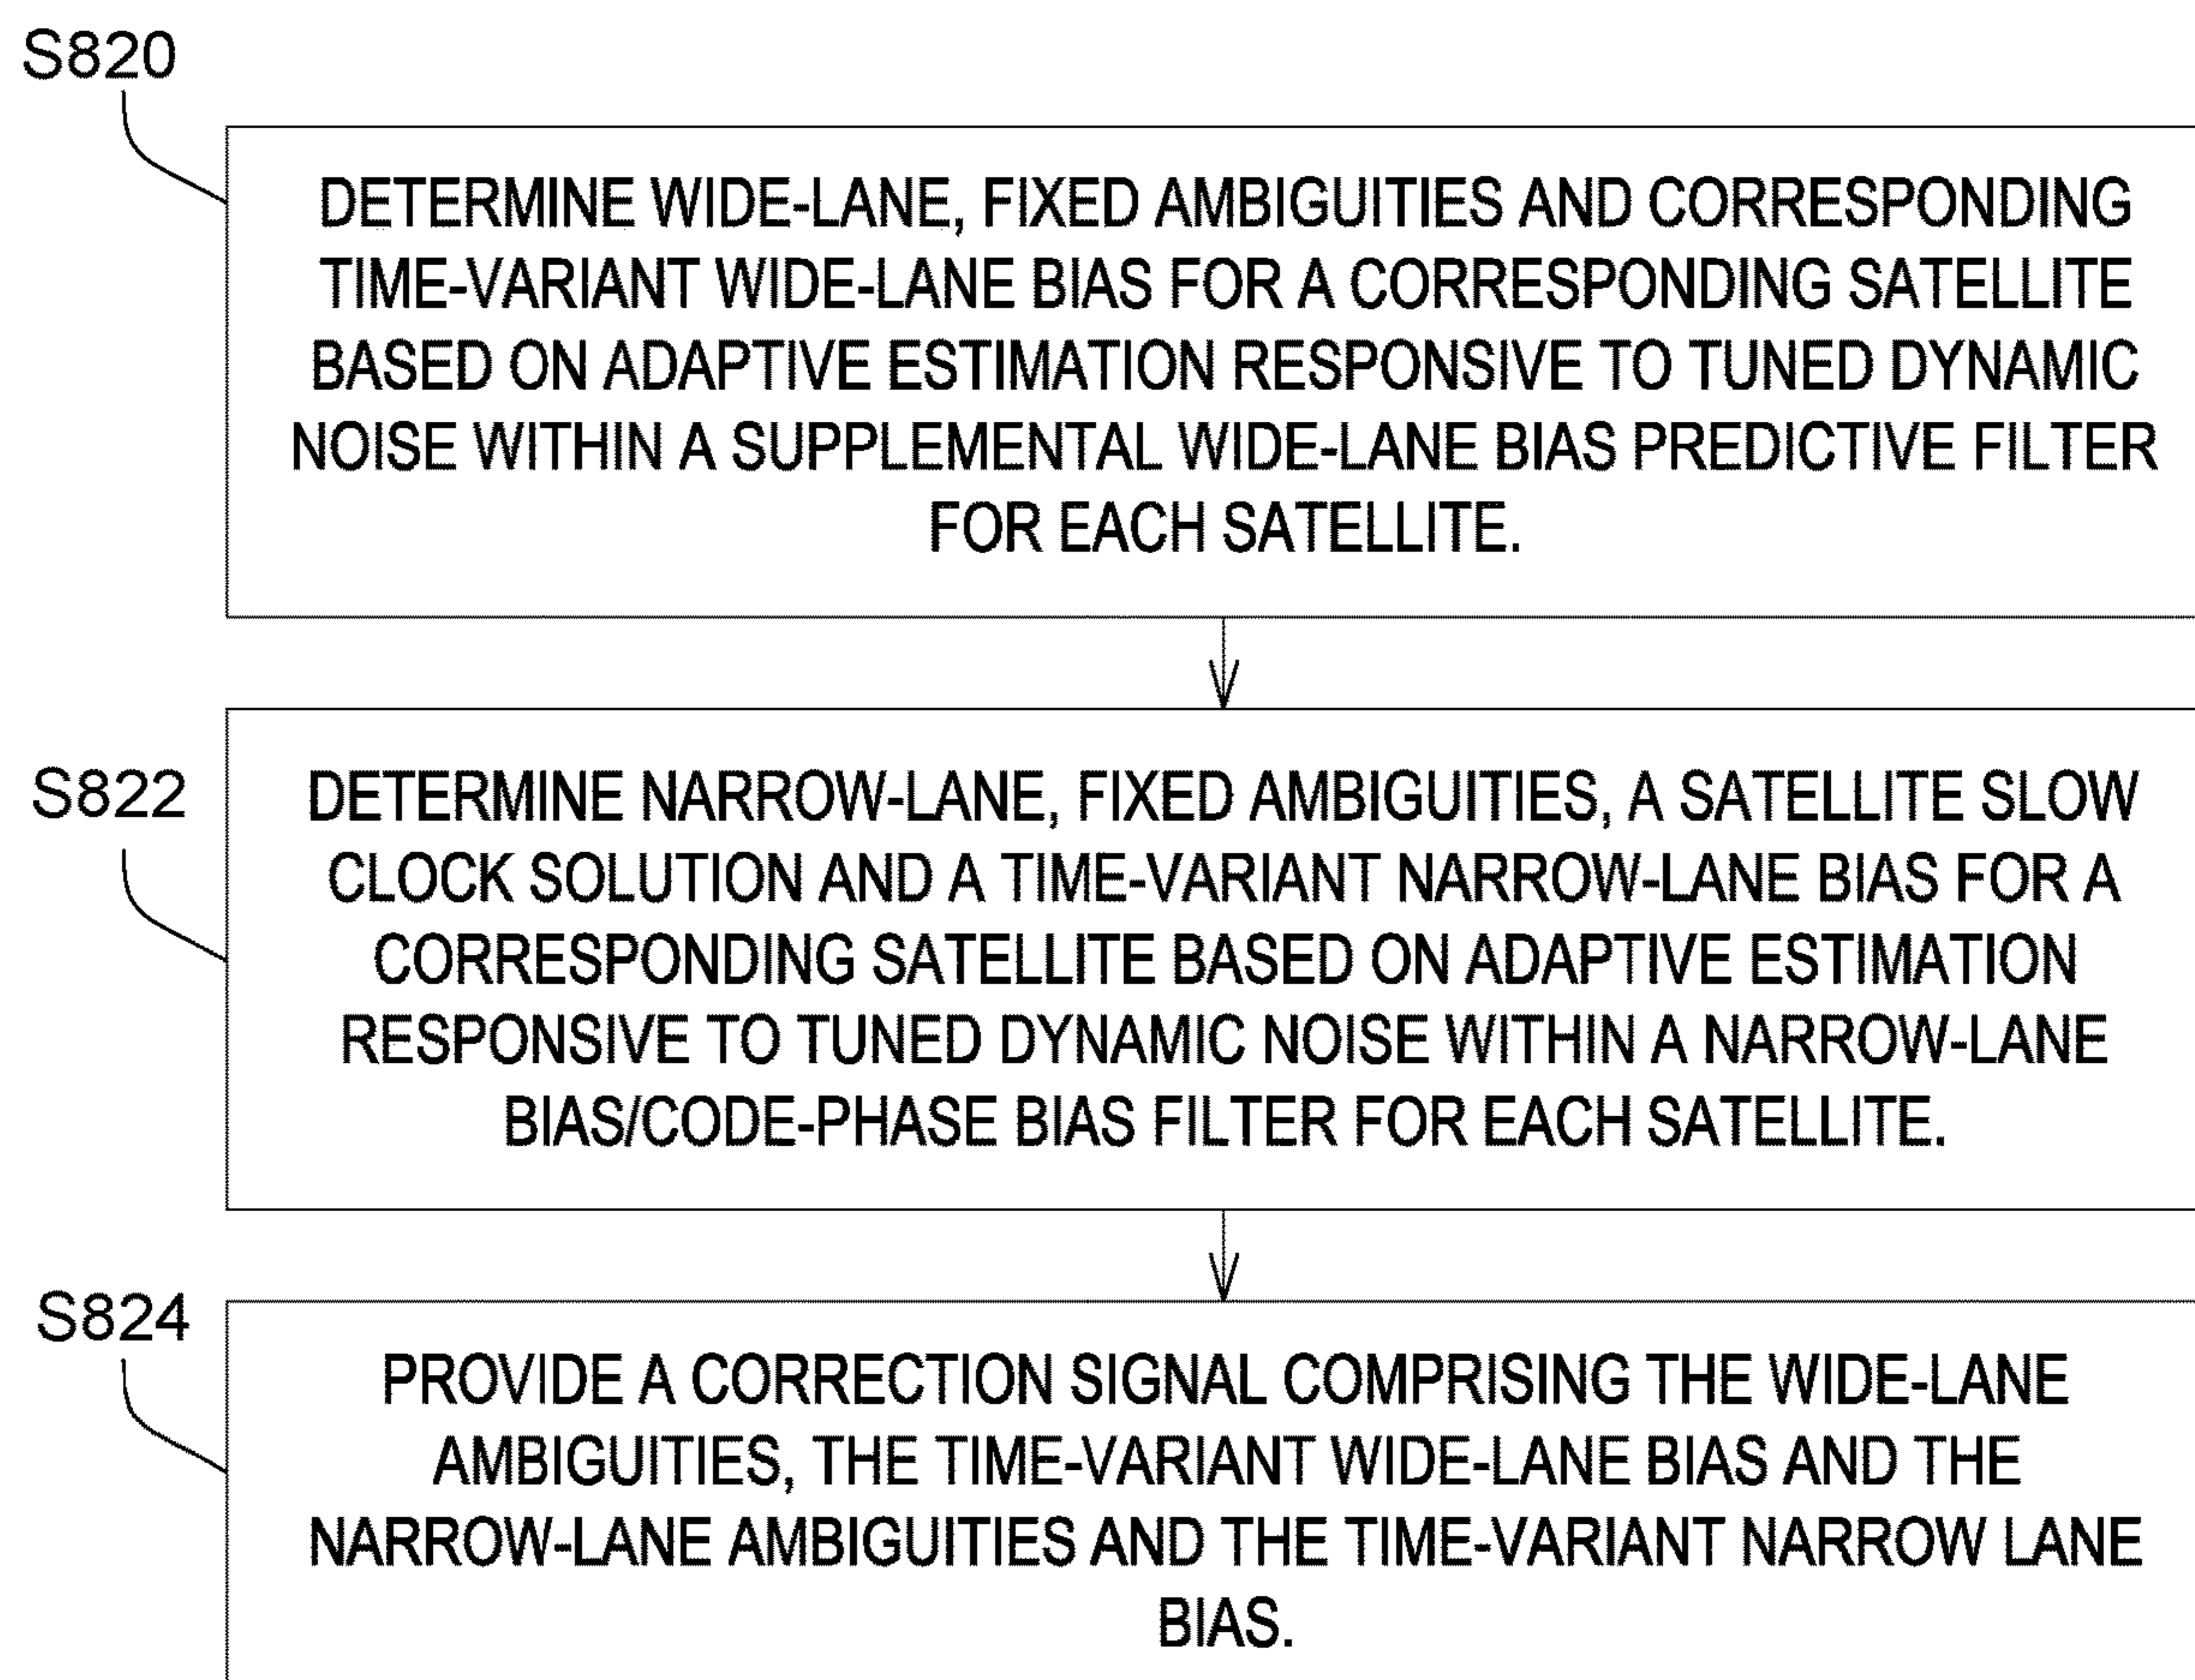 S820
DETERMINE WIDE-LANE, FIXED AMBIGUITIES AND CORRESPONDING
TIME-VARIANT WIDE-LANE BIAS FOR A CORRESPONDING SATELLITE
BASED ON ADAPTIVE ESTIMATION RESPONSIVE TO TUNED DYNAMIC
NOISE WITHIN A SUPPLEMENTAL WIDE-LANE BIAS PREDICTIVE FILTER
FOR EACH SATELLITE.
S822
DETERMINE NARROW-LANE, FIXED AMBIGUITIES, A SATELLITE SLOW
CLOCK SOLUTION AND A TIME-VARIANT NARROW-LANE BIAS FOR A
CORRESPONDING SATELLITE BASED ON ADAPTIVE ESTIMATION
RESPONSIVE TO TUNED DYNAMIC NOISE WITHIN A NARROW-LANE
BIAS/CODE-PHASE BIAS FILTER FOR EACH SATELLITE.
S824
PROVIDE A CORRECTION SIGNAL COMPRISING THE WIDE-LANE
AMBIGUITIES, THE TIME-VARIANT WIDE-LANE BIAS AND THE
NARROW-LANE AMBIGUITIES AND THE TIME-VARIANT NARROW LANE
BIAS.